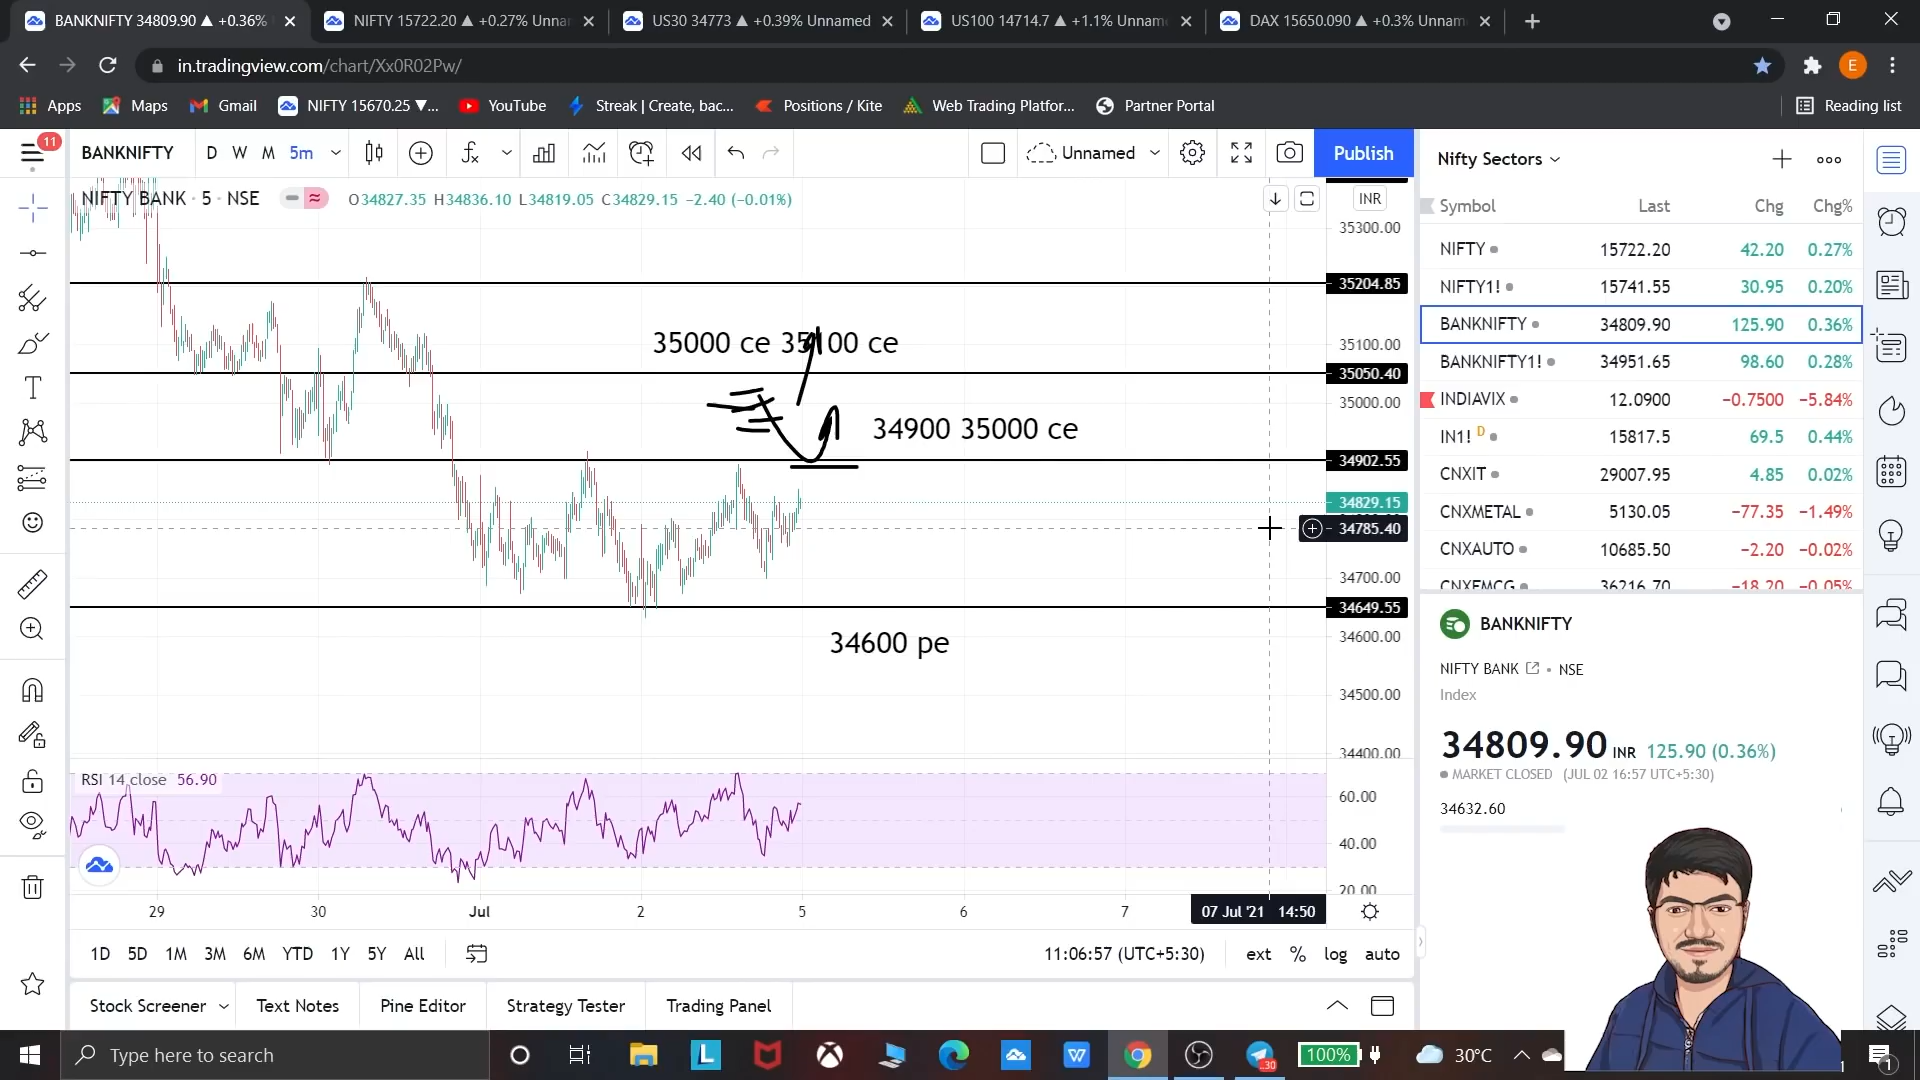 BANKNIFTY 34809.90 ▲ +0.36%
NIFTY 15722.20 ▲ +0.27% Unnam
US30 34773 ▲ +0.39% Unnamed
US100 14714.7 ▲ +1.1% Unnam
DAX 15650.090 ▲ +0.3% Unnam
in.tradingview.com/chart/Xx0R02Pw/
E
Apps
Maps
Gmail
NIFTY 15670.25 ▼...
YouTube
Streak | Create, bac...
Positions / Kite
Web Trading Platfor...
Partner Portal
Reading list
11
BANKNIFTY D W M 5m
Unnamed
Publish
Nifty Sectors
NIFTY BANK · 5 · NSE
O34827.35 H34836.10 L34819.05 C34829.15 −2.40 (−0.01%)
INR
Symbol Last Chg Chg%
NIFTY 15722.20 42.20 0.27%
NIFTY1! 15741.55 30.95 0.20%
BANKNIFTY 34809.90 125.90 0.36%
BANKNIFTY1! 34951.65 98.60 0.28%
INDIAVIX 12.0900 −0.7500 −5.84%
IN1! D 15817.5 69.5 0.44%
CNXIT 29007.95 4.85 0.02%
CNXMETAL 5130.05 −77.35 −1.49%
CNXAUTO 10685.50 −2.20 −0.02%
CNXFMCG 36216.70 −18.20 −0.05%
35300.00
35204.85
35000 ce 35100 ce
35100.00
35050.40
35000.00
34900 35000 ce
34902.55
34829.15
34785.40
34700.00
34649.55
34600 pe
34600.00
34500.00
34400.00
BANKNIFTY
NIFTY BANK • NSE
Index
34809.90 INR 125.90 (0.36%)
MARKET CLOSED (JUL 02 16:57 UTC+5:30)
34632.60
RSI 14 close 56.90
60.00
40.00
20.00
29 30 Jul 2 5 6 7
07 Jul '21 14:50
1D 5D 1M 3M 6M YTD 1Y 5Y All
11:06:57 (UTC+5:30)
ext % log auto
Stock Screener
Text Notes
Pine Editor
Strategy Tester
Trading Panel
Type here to search
L
W
.30
100%
30°C
1